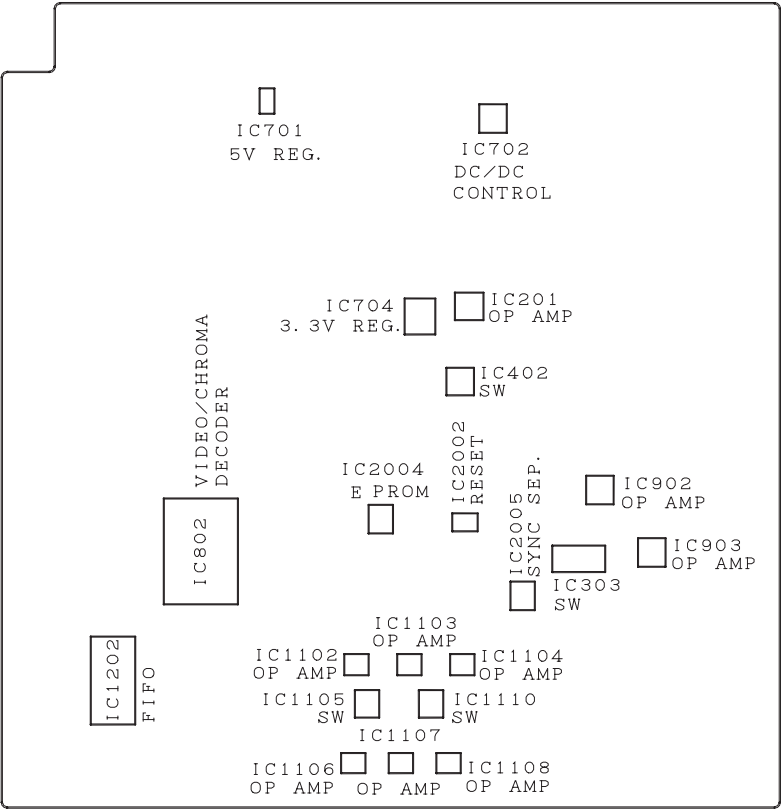 IC701
5V REG.
IC702
DC/DC
CONTROL
IC704
3.3V REG.
IC201
OP AMP
IC402
SW
VIDEO/CHROMA
DECODER
IC802
IC2004
E PROM
IC2002
RESET
IC2005
SYNC SEP.
IC902
OP AMP
IC903
OP AMP
IC303
SW
IC1202
FIFO
IC1103
OP AMP
IC1102
OP AMP
IC1104
OP AMP
IC1105
SW
IC1110
SW
IC1107
OP AMP
IC1106
OP AMP
IC1108
OP AMP